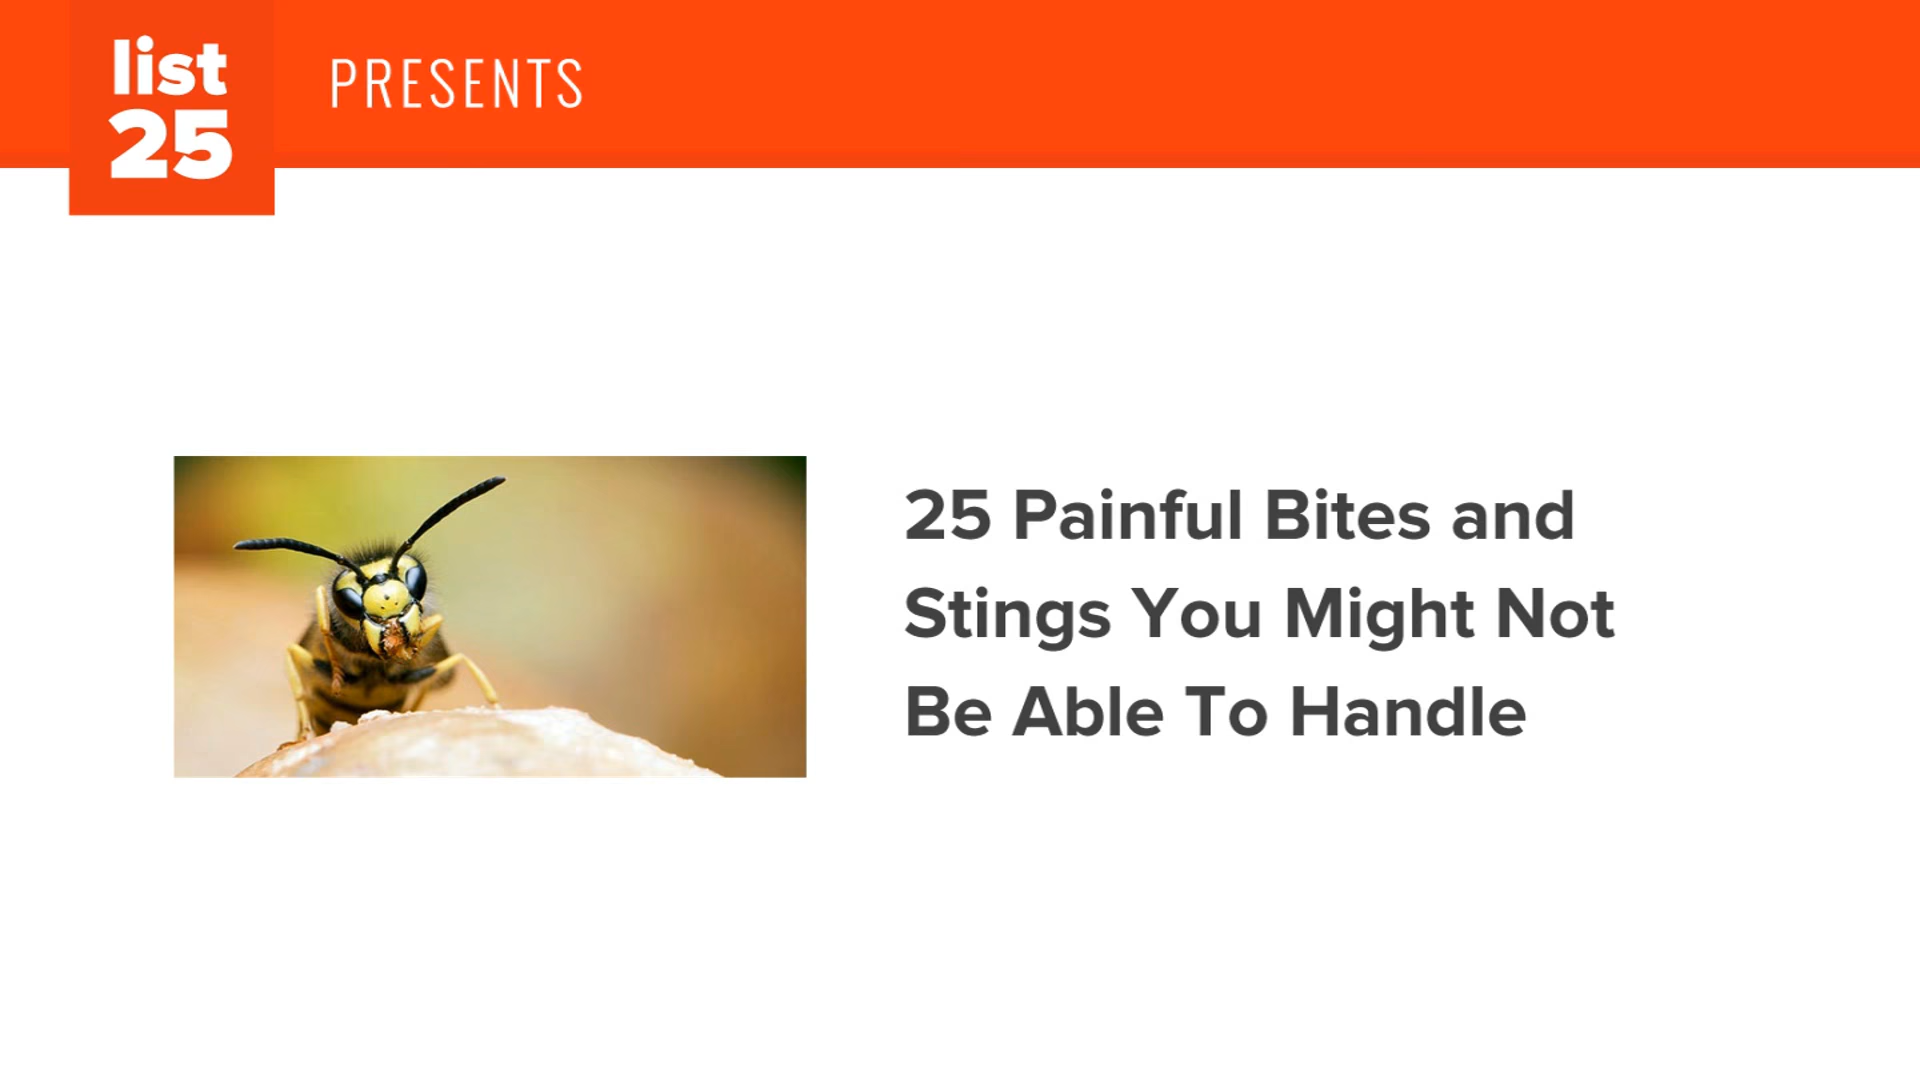 list
25
PRESENTS
25 Painful Bites and
Stings You Might Not
Be Able To Handle